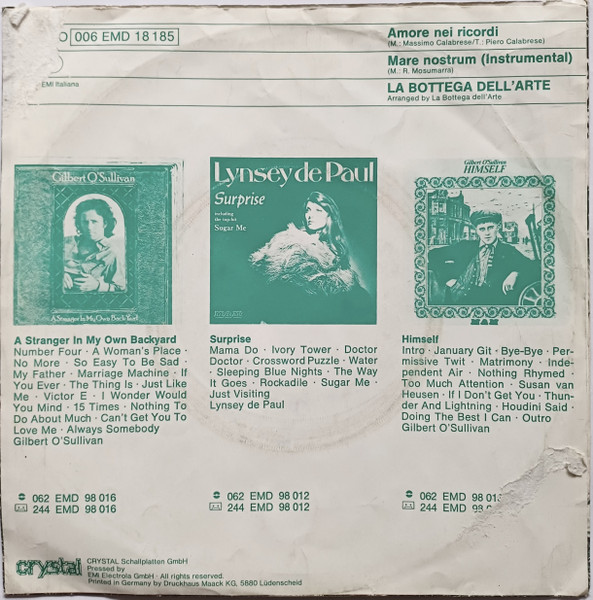 O 006 EMD 18 185
Amore nei ricordi
(M.: Massimo Calabrese/T.: Piero Calabrese)
Mare nostrum (Instrumental)
(M.: R. Mosumarra)
EMI Italiana
LA BOTTEGA DELL'ARTE
Arranged by La Bottega dell'Arte
Gilbert O'Sullivan
A Stranger In My Own Back Yard
Lynsey de Paul
Surprise
including
the top hit
Sugar Me
Gilbert O'Sullivan
HIMSELF
MAM
A Stranger In My Own Backyard
Number Four · A Woman's Place ·
No More · So Easy To Be Sad ·
My Father · Marriage Machine · If
You Ever · The Thing Is · Just Like
Me · Victor E · I Wonder Would
You Mind · 15 Times · Nothing To
Do About Much · Can't Get You To
Love Me · Always Somebody
Gilbert O'Sullivan
Surprise
Mama Do · Ivory Tower · Doctor
Doctor · Crossword Puzzle · Water
· Sleeping Blue Nights · The Way
It Goes · Rockadile · Sugar Me ·
Just Visiting
Lynsey de Paul
Himself
Intro · January Git · Bye-Bye · Per-
missive Twit · Matrimony · Inde-
pendent Air · Nothing Rhymed ·
Too Much Attention · Susan van
Heusen · If I Don't Get You · Thun-
der And Lightning · Houdini Said ·
Doing The Best I Can · Outro
Gilbert O'Sullivan
062 EMD 98 016
244 EMD 98 016
062 EMD 98 012
244 EMD 98 012
062 EMD 98 013
244 EMD 98
crystal
CRYSTAL Schallplatten GmbH
Pressed by
EMI Electrola GmbH · All rights reserved.
Printed in Germany by Druckhaus Maack KG, 5880 Lüdenscheid